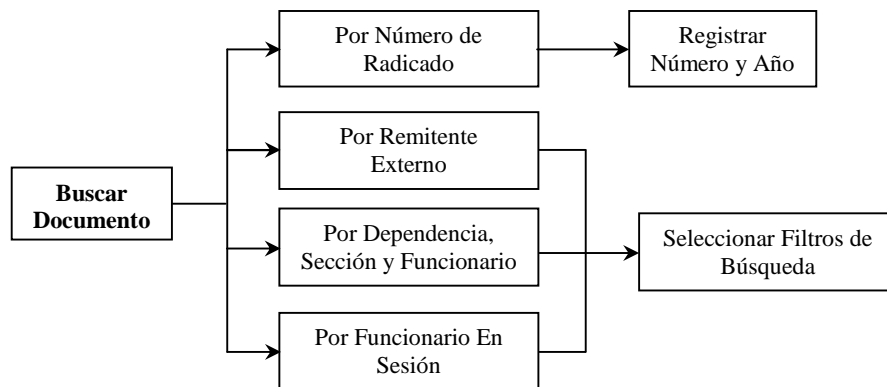 Por Número de
Radicado
Registrar
Número y Año
Por Remitente
Externo
Buscar
Documento
Por Dependencia,
Sección y Funcionario
Seleccionar Filtros de
Búsqueda
Por Funcionario En
Sesión